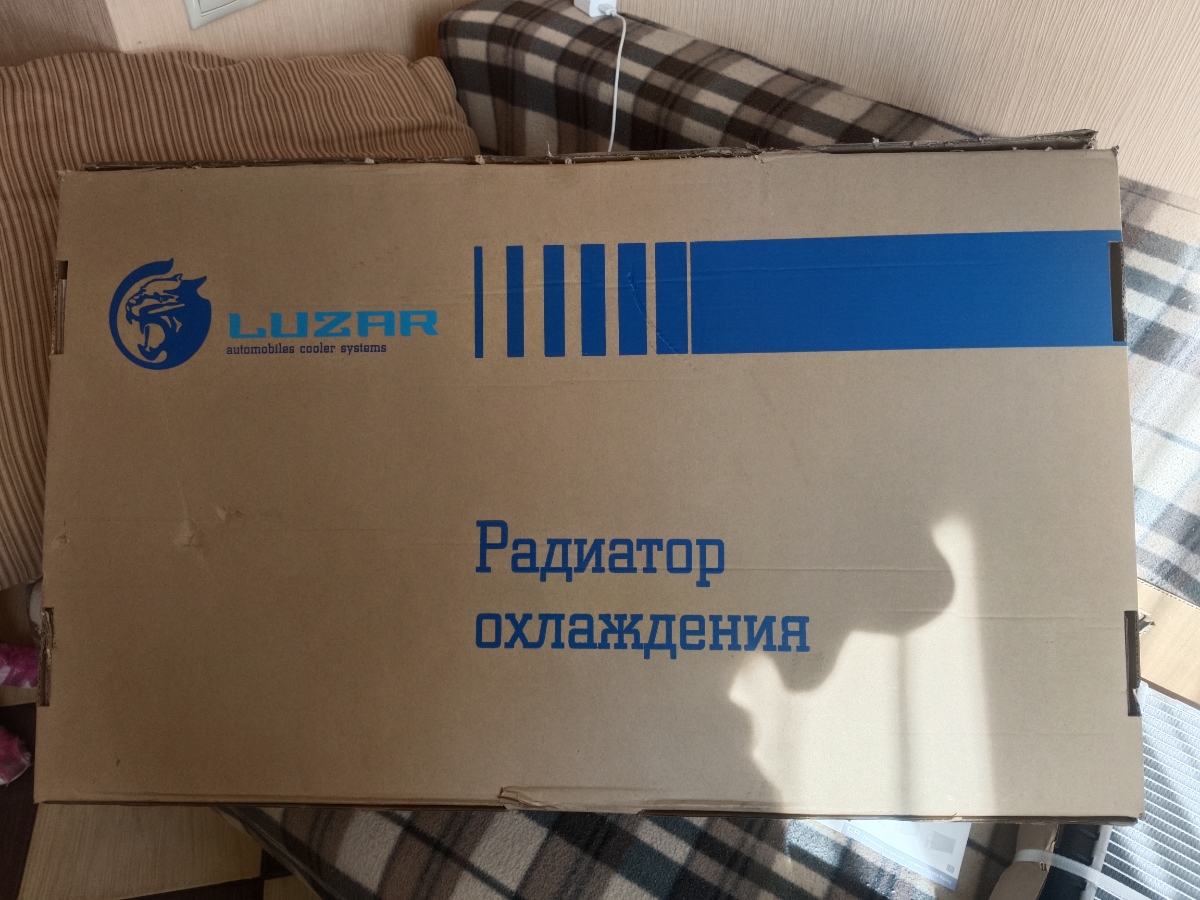 LUZAR
automobiles cooler systems
Радиатор
охлаждения